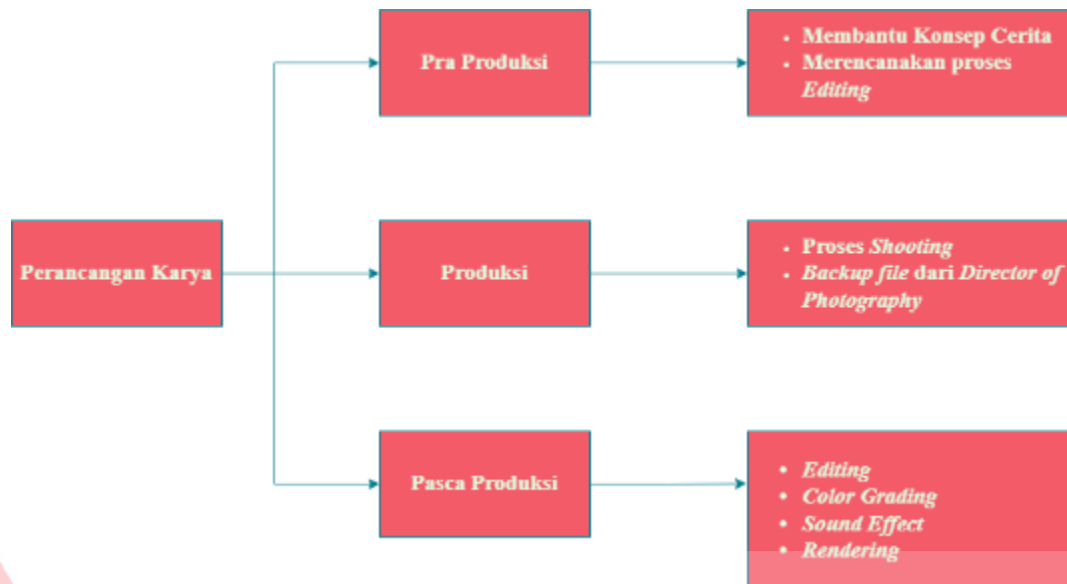 Pra Produksi
• Membantu Konsep Cerita
• Merencanakan proses
Editing
Perancangan Karya
Produksi
• Proses Shooting
• Backup file dari Director of
Photography
Pasca Produksi
• Editing
• Color Grading
• Sound Effect
• Rendering